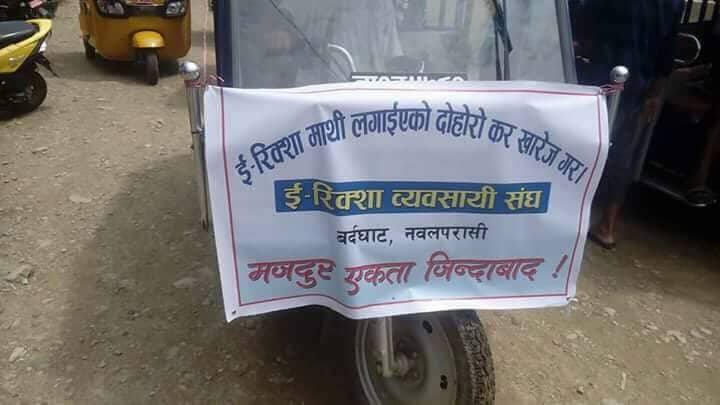 ई-रिक्शा माथी लगाईएको दोहोरो कर खारेज गर।
ई-रिक्शा व्यवसायी संघ
बर्दघाट, नवलपरासी
मजदुर एकता जिन्दाबाद !